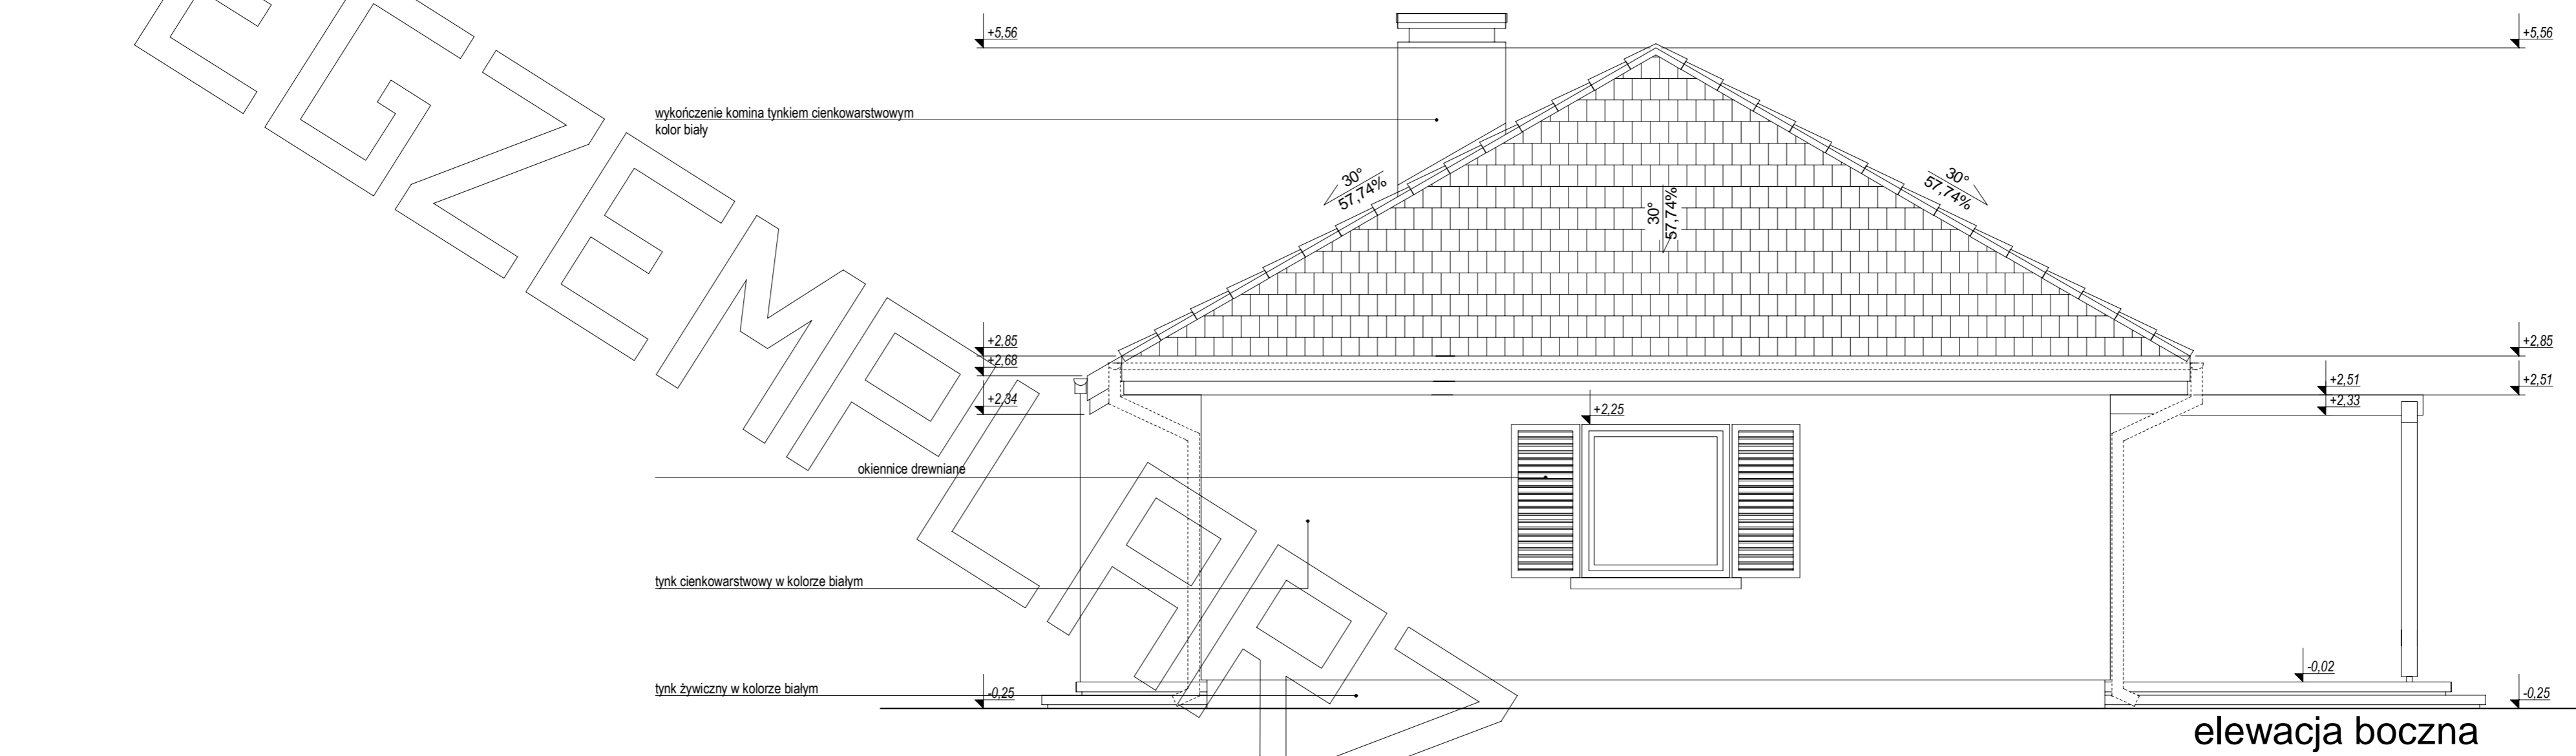 EGZEMPLARZ
+5,56
+5,56
wykończenie komina tynkiem cienkowarstwowym
kolor biały
30°
57,74%
30°
57,74%
30°
57,74%
+2,85
+2,68
+2,34
+2,85
+2,51
+2,51
+2,33
+2,25
okiennice drewniane
tynk cienkowarstwowy w kolorze białym
tynk żywiczny w kolorze białym
-0,25
-0,02
-0,25
elewacja boczna